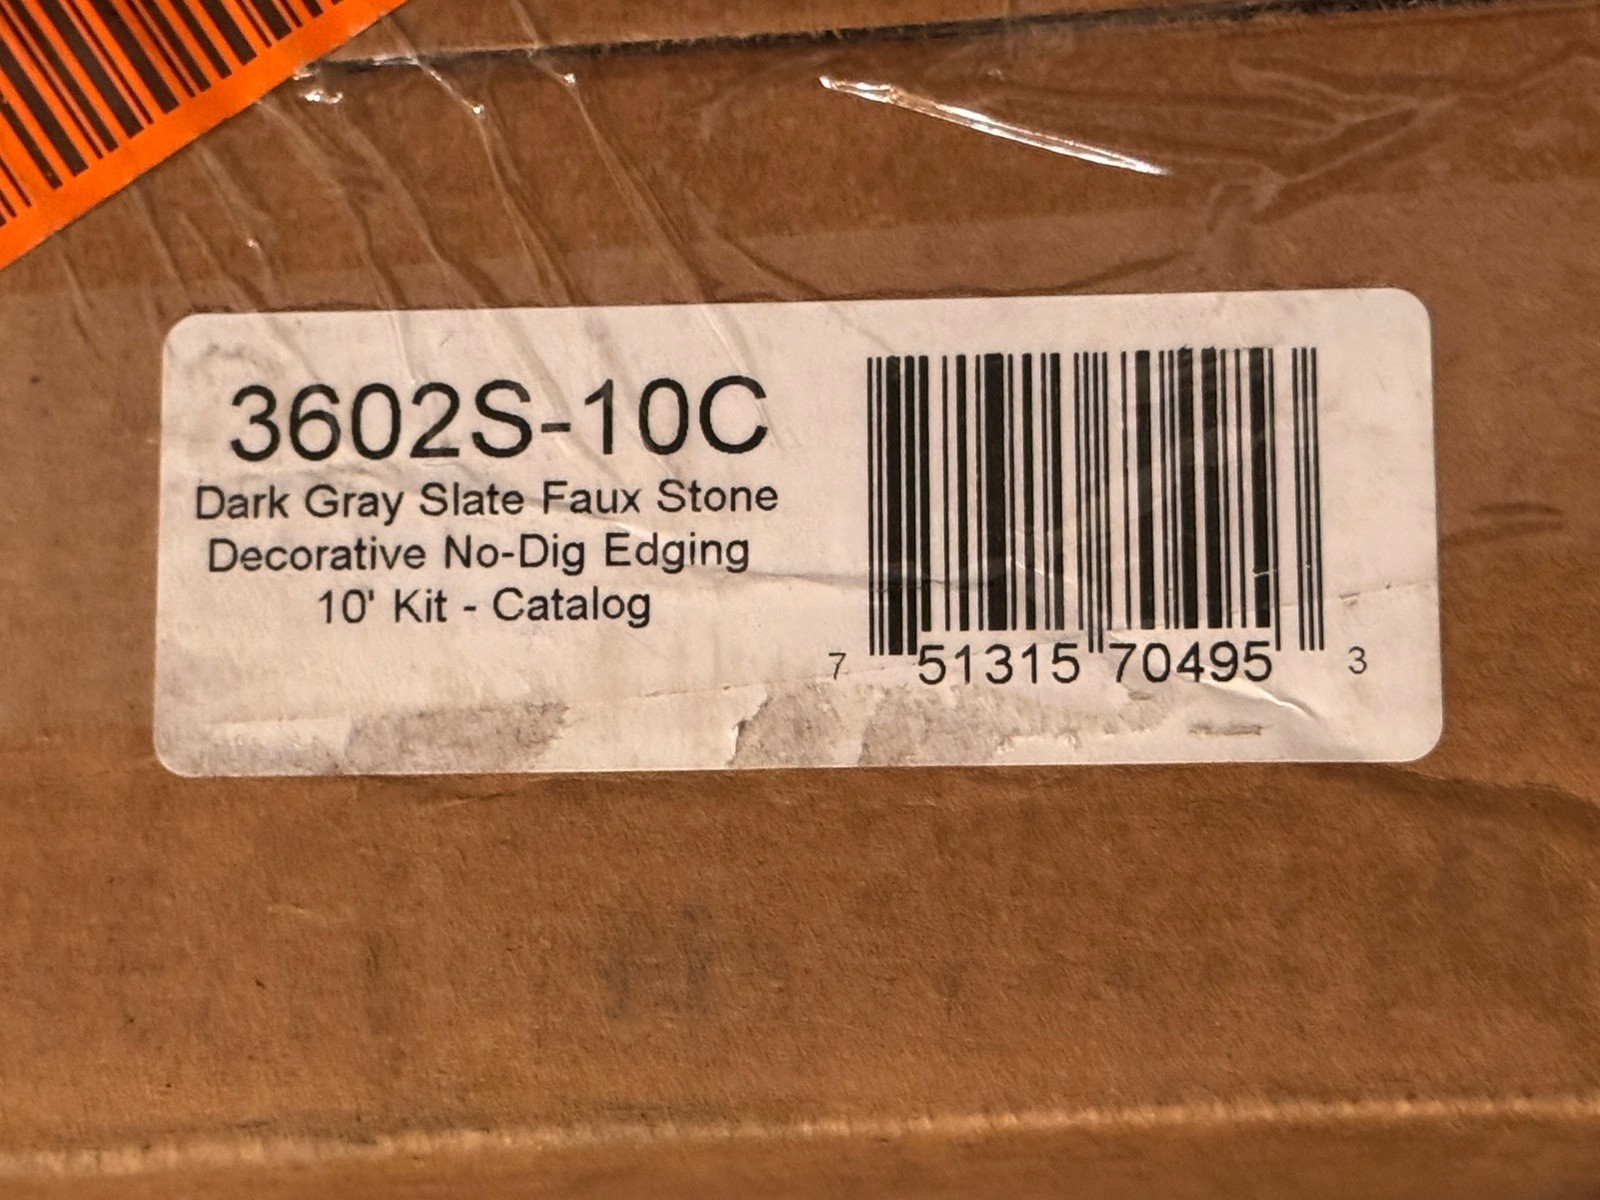 3602S-10C
Dark Gray Slate Faux Stone
Decorative No-Dig Edging
10' Kit - Catalog
7 51315 70495 3